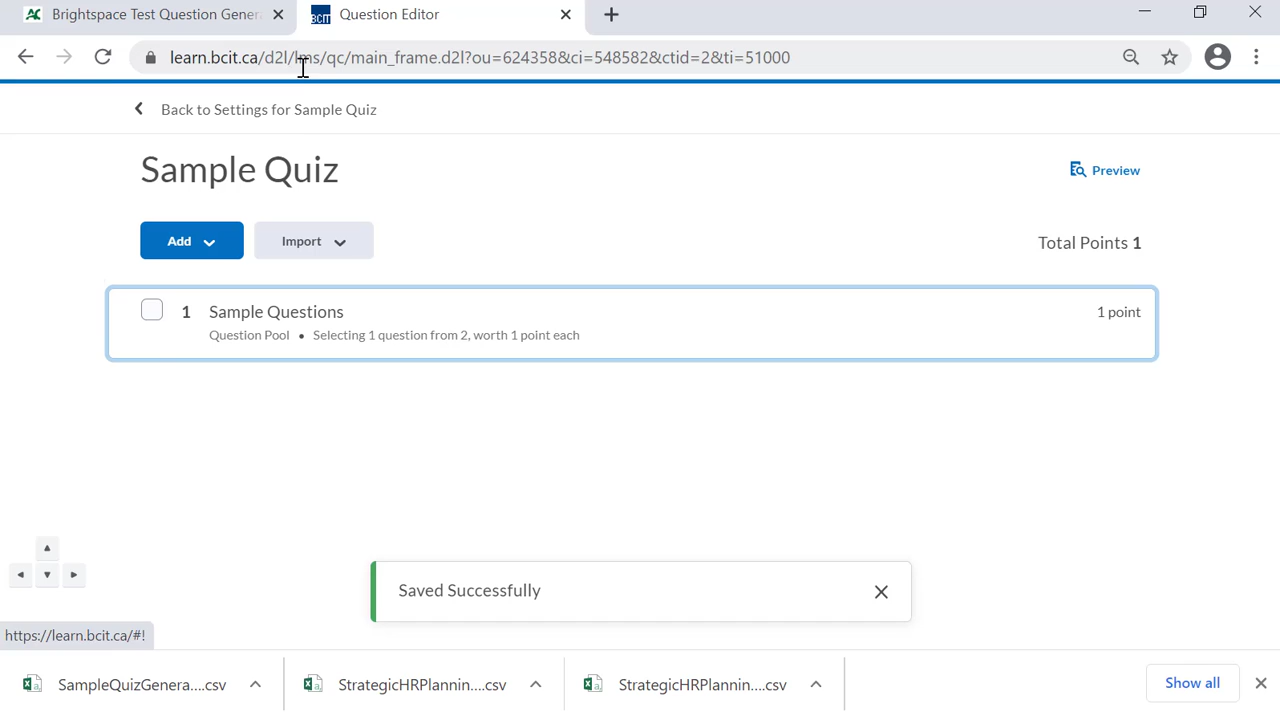 Brightspace Test Question Genera
BCIT
Question Editor
learn.bcit.ca/d2l/lms/qc/main_frame.d2l?ou=624358&ci=548582&ctid=2&ti=51000
Back to Settings for Sample Quiz
Sample Quiz
Preview
Add
Import
Total Points 1
1 Sample Questions
1 point
Question Pool • Selecting 1 question from 2, worth 1 point each
Saved Successfully
https://learn.bcit.ca/#!
SampleQuizGenera....csv
StrategicHRPlannin....csv
StrategicHRPlannin....csv
Show all